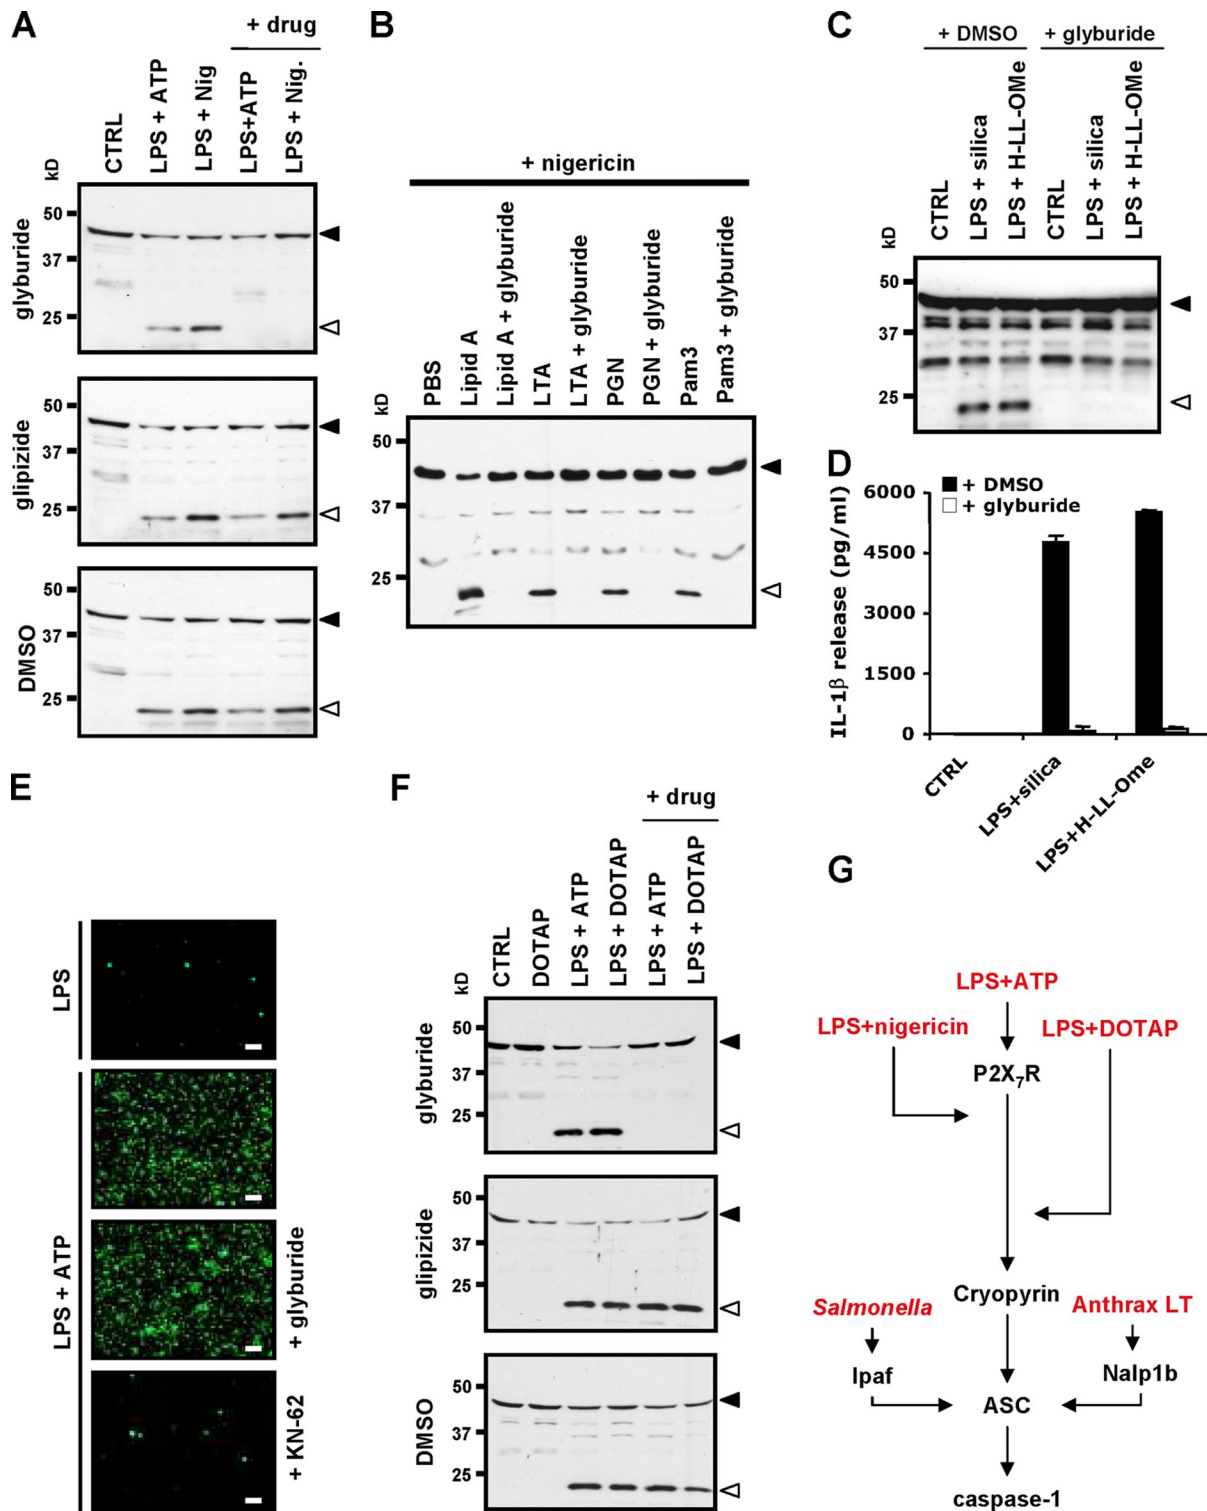 A
+ drug
CTRL
LPS + ATP
LPS + Nig
LPS+ATP
LPS + Nig.
kD
glyburide
50
37
25
glipizide
50
37
25
DMSO
50
37
25
B
+ nigericin
PBS
Lipid A
Lipid A + glyburide
LTA
LTA + glyburide
PGN
PGN + glyburide
Pam3
Pam3 + glyburide
kD
50
37
25
C
+ DMSO
+ glyburide
CTRL
LPS + silica
LPS + H-LL-OMe
CTRL
LPS + silica
LPS + H-LL-OMe
kD
50
37
25
D
+ DMSO
+ glyburide
IL-1β release (pg/ml)
6000
4500
3000
1500
0
CTRL
LPS+silica
LPS+H-LL-Ome
E
LPS
LPS + ATP
+ glyburide
+ KN-62
F
+ drug
CTRL
DOTAP
LPS + ATP
LPS + DOTAP
LPS + ATP
LPS + DOTAP
kD
glyburide
50
37
25
glipizide
50
37
25
DMSO
50
37
25
G
LPS+ATP
LPS+nigericin
LPS+DOTAP
P2X₇R
Cryopyrin
Salmonella
Anthrax LT
Ipaf
Nalp1b
ASC
caspase-1